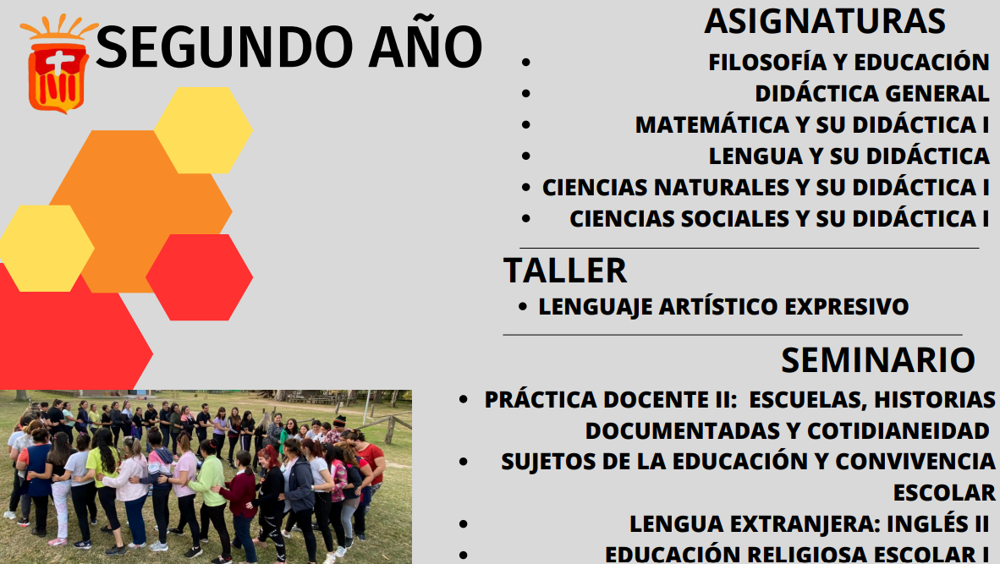 SEGUNDO AÑO
ASIGNATURAS
• FILOSOFÍA Y EDUCACIÓN
• DIDÁCTICA GENERAL
• MATEMÁTICA Y SU DIDÁCTICA I
• LENGUA Y SU DIDÁCTICA
• CIENCIAS NATURALES Y SU DIDÁCTICA I
• CIENCIAS SOCIALES Y SU DIDÁCTICA I
TALLER
• LENGUAJE ARTÍSTICO EXPRESIVO
SEMINARIO
• PRÁCTICA DOCENTE II: ESCUELAS, HISTORIAS
DOCUMENTADAS Y COTIDIANEIDAD
• SUJETOS DE LA EDUCACIÓN Y CONVIVENCIA
ESCOLAR
• LENGUA EXTRANJERA: INGLÉS II
• EDUCACIÓN RELIGIOSA ESCOLAR I